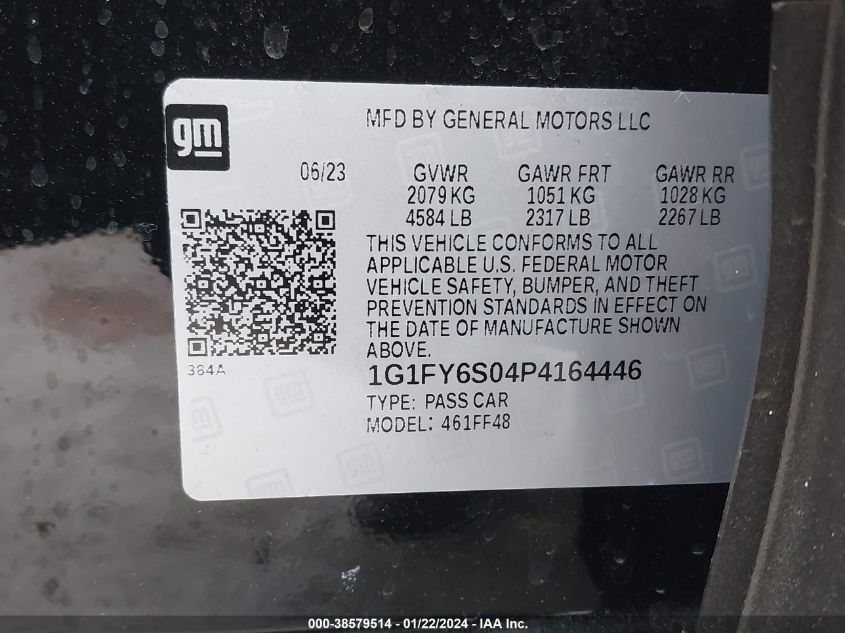 gm
MFD BY GENERAL MOTORS LLC
06/23 GVWR GAWR FRT GAWR RR
2079 KG 1051 KG 1028 KG
4584 LB 2317 LB 2267 LB
THIS VEHICLE CONFORMS TO ALL
APPLICABLE U.S. FEDERAL MOTOR
VEHICLE SAFETY, BUMPER, AND THEFT
PREVENTION STANDARDS IN EFFECT ON
THE DATE OF MANUFACTURE SHOWN
ABOVE.
384A
1G1FY6S04P4164446
TYPE: PASS CAR
MODEL: 461FF48
000-38579514 - 01/22/2024 - IAA Inc.